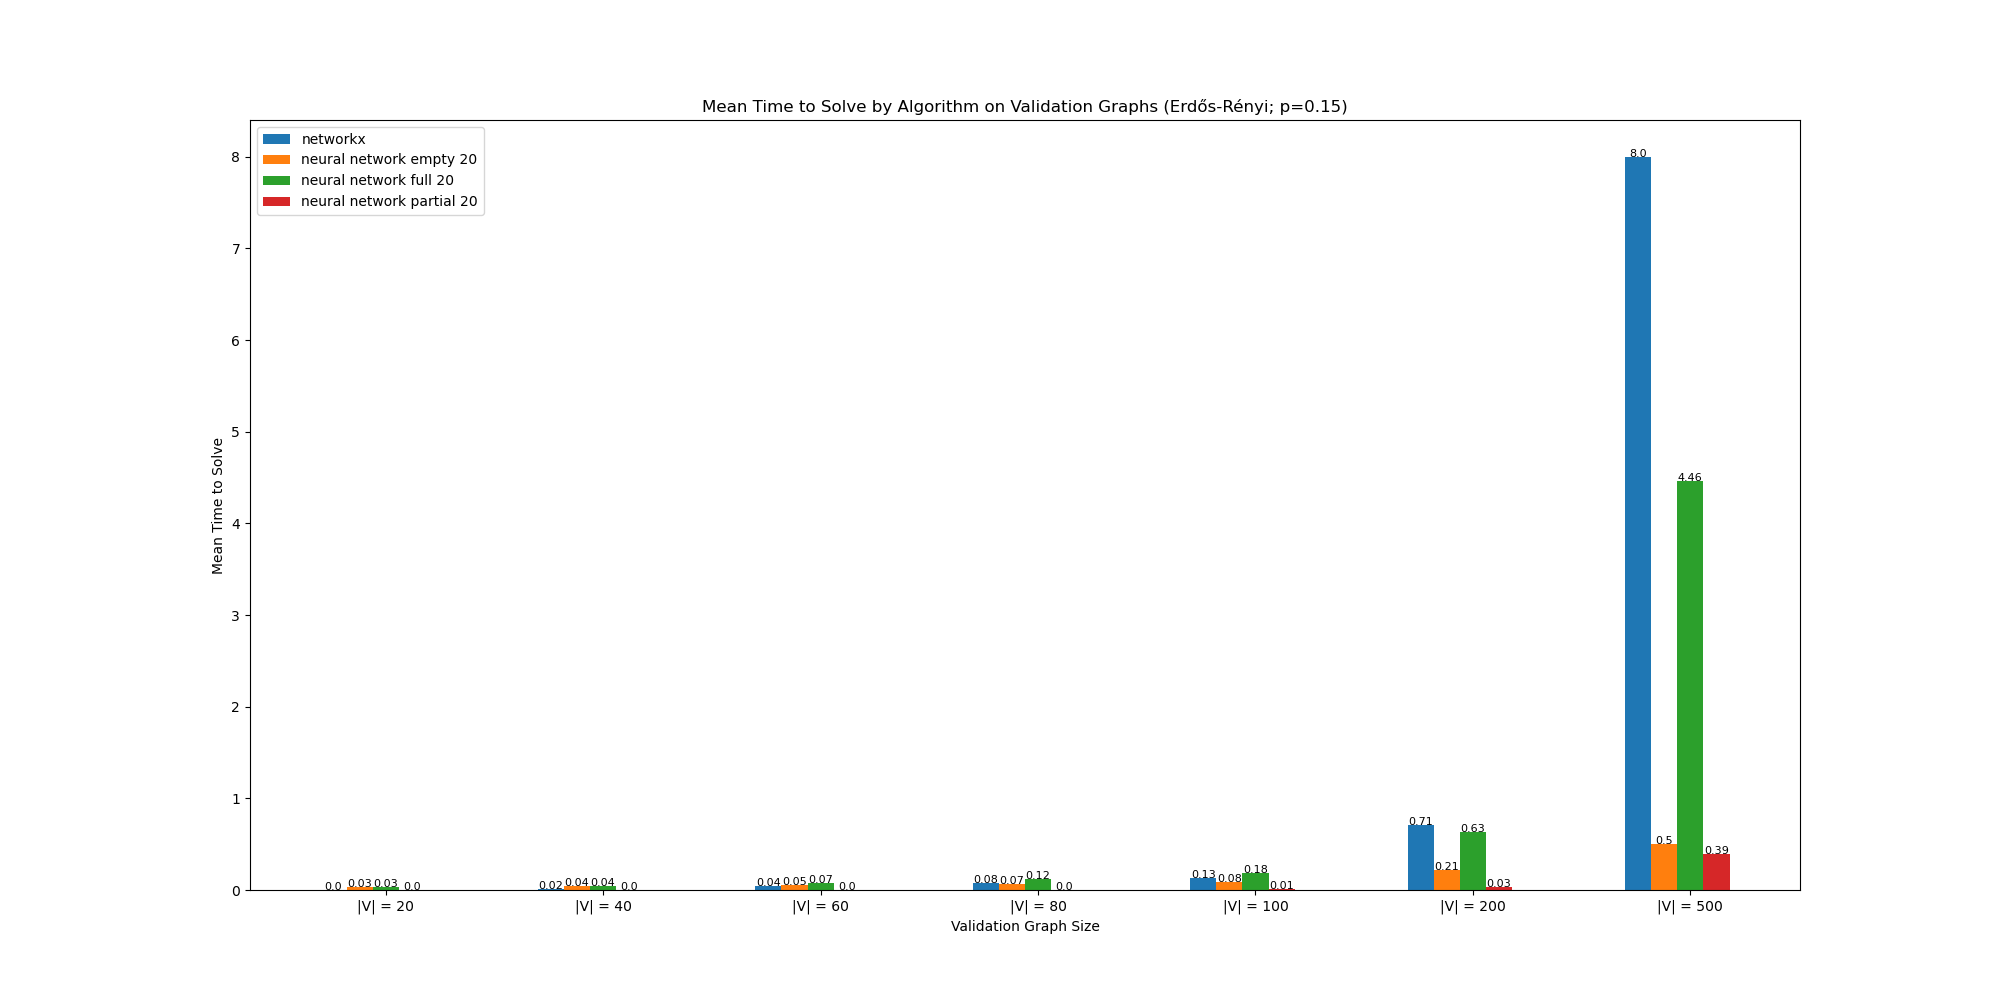 Mean Time to Solve by Algorithm on Validation Graphs (Erdős-Rényi; p=0.15)
networkx
neural network empty 20
neural network full 20
neural network partial 20
Mean Time to Solve
8
7
6
5
4
3
2
1
0
0.0 0.03 0.03 0.0
0.02 0.04 0.04 0.0
0.04 0.05 0.07 0.0
0.08 0.07 0.12 0.0
0.13 0.08 0.18 0.01
0.71 0.21 0.63 0.03
8.0 0.5 4.46 0.39
|V| = 20 |V| = 40 |V| = 60 |V| = 80 |V| = 100 |V| = 200 |V| = 500
Validation Graph Size